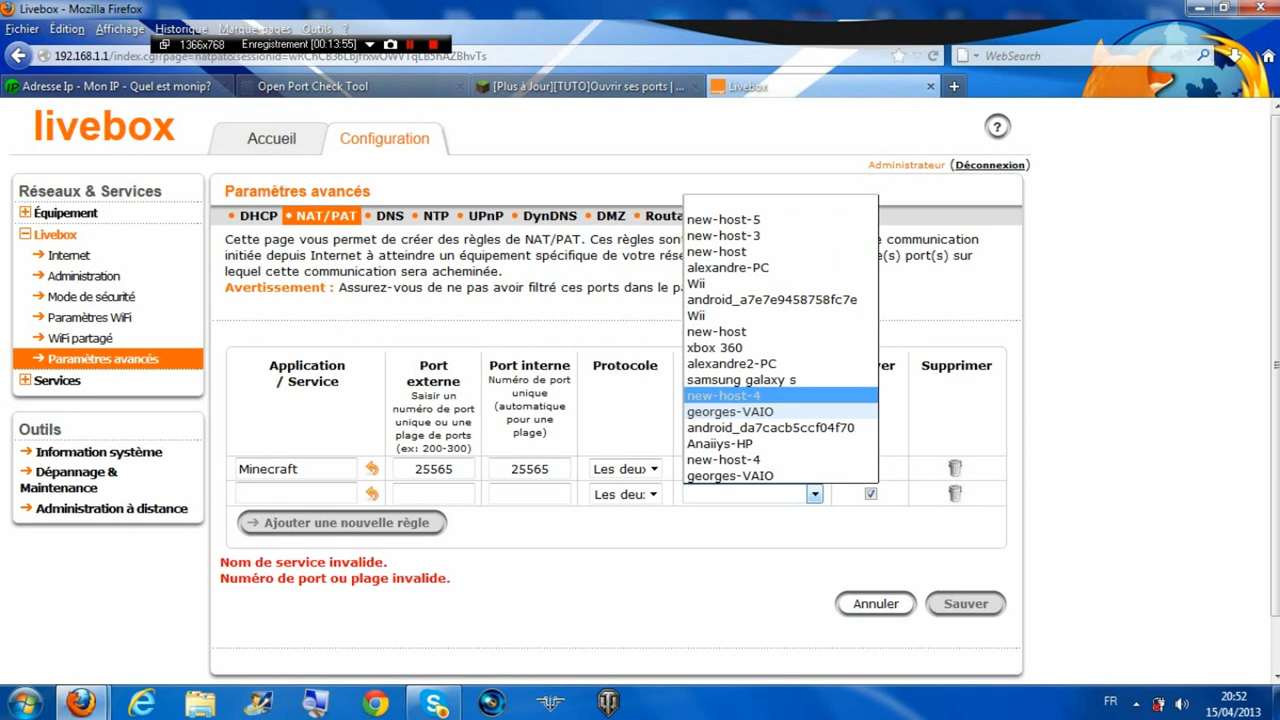 Livebox - Mozilla Firefox
Fichier Édition Affichage Historique Marque-pages Outils ?
1366x768 Enregistrement [00:13:55]
192.168.1.1/index.cgi?page=natpat&sessionid=
WebSearch
Adresse Ip - Mon IP - Quel est monip?
Open Port Check Tool
[Plus à Jour][TUTO]Ouvrir ses ports | ...
Livebox
livebox
Accueil
Configuration
?
Administrateur (Déconnexion)
Réseaux & Services
Équipement
Livebox
Internet
Administration
Mode de sécurité
Paramètres WiFi
WiFi partagé
Paramètres avancés
Services
Outils
Information système
Dépannage &
Maintenance
Administration à distance
Paramètres avancés
DHCP NAT/PAT DNS NTP UPnP DynDNS DMZ Routa
Cette page vous permet de créer des règles de NAT/PAT. Ces règles son
e communication
initiée depuis Internet à atteindre un équipement spécifique de votre rése
e(s) port(s) sur
lequel cette communication sera acheminée.
Avertissement : Assurez-vous de ne pas avoir filtré ces ports dans le p
new-host-5
new-host-3
new-host
alexandre-PC
Wii
android_a7e7e9458758fc7e
Wii
new-host
xbox 360
alexandre2-PC
samsung galaxy s
new-host-4
georges-VAIO
android_da7cacb5ccf04f70
Anaiiys-HP
new-host-4
georges-VAIO
Application
/ Service
Port
externe
Saisir un
numéro de port
unique ou une
plage de ports
(ex: 200-300)
Port interne
Numéro de port
unique
(automatique
pour une
plage)
Protocole
er
Supprimer
Minecraft 25565 25565 Les deux
Les deu:
Ajouter une nouvelle règle
Nom de service invalide.
Numéro de port ou plage invalide.
Annuler
Sauver
FR
20:52
15/04/2013